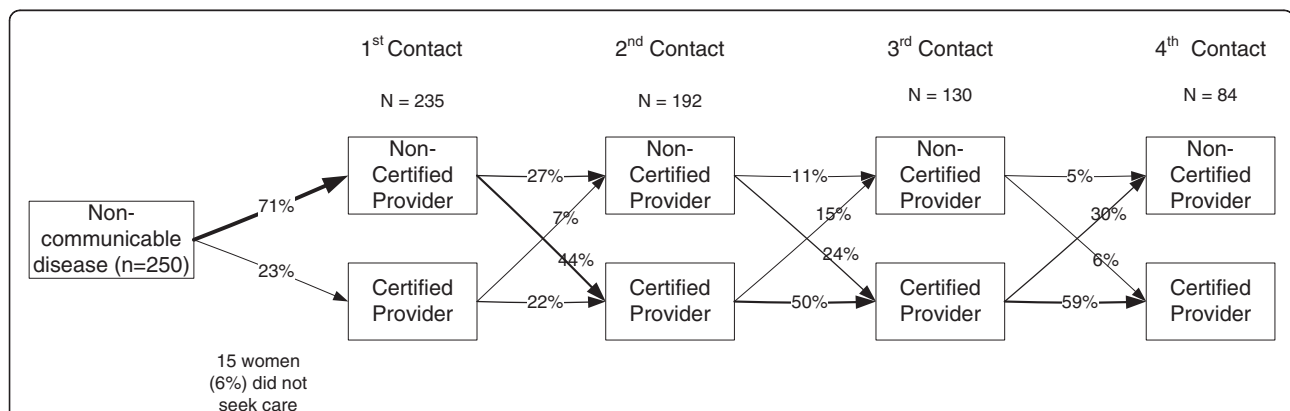 1st Contact
2nd Contact
3rd Contact
4th Contact
N = 235
N = 192
N = 130
N = 84
Non-
Certified
Provider
Non-
Certified
Provider
Non-
Certified
Provider
Non-
Certified
Provider
27%
11%
5%
71%
7%
15%
30%
Non-
communicable
disease (n=250)
44%
24%
6%
23%
Certified
Provider
22%
Certified
Provider
50%
Certified
Provider
59%
Certified
Provider
15 women
(6%) did not
seek care